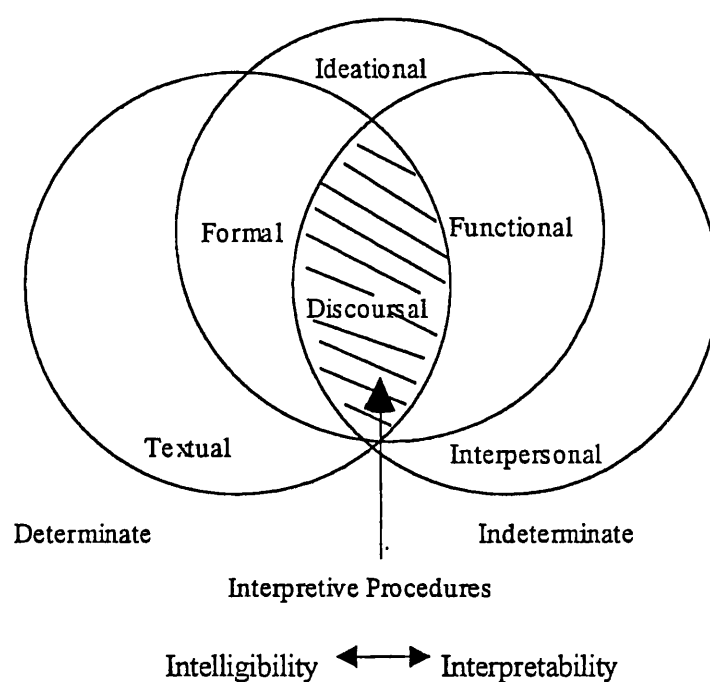 Ideational
Formal
Functional
Discoursal
Textual
Interpersonal
Determinate
Indeterminate
Interpretive Procedures
Intelligibility
Interpretability